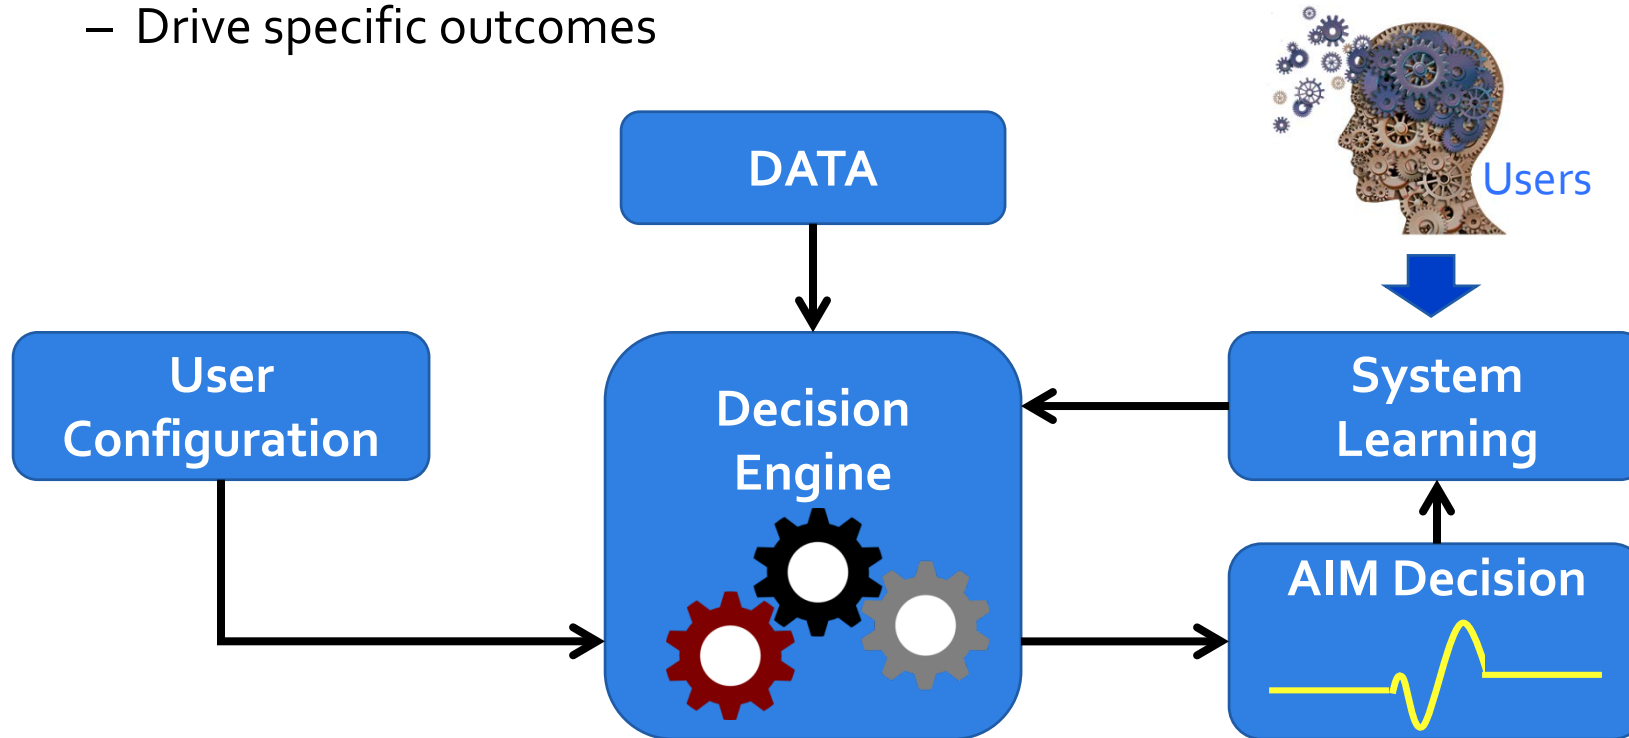 – Drive specific outcomes
DATA
Users
User
Configuration
Decision
Engine
System
Learning
AIM Decision